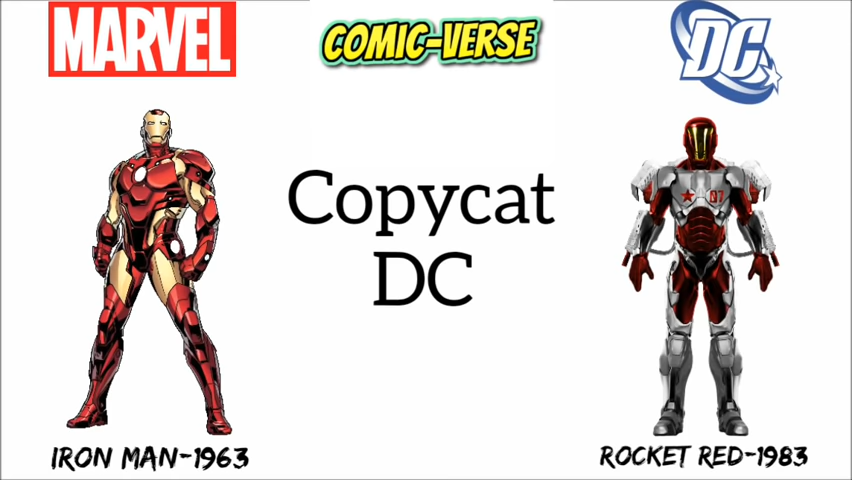 MARVEL
COMIC-VERSE
DC
Copycat
DC
07
IRON MAN-1963
ROCKET RED-1983